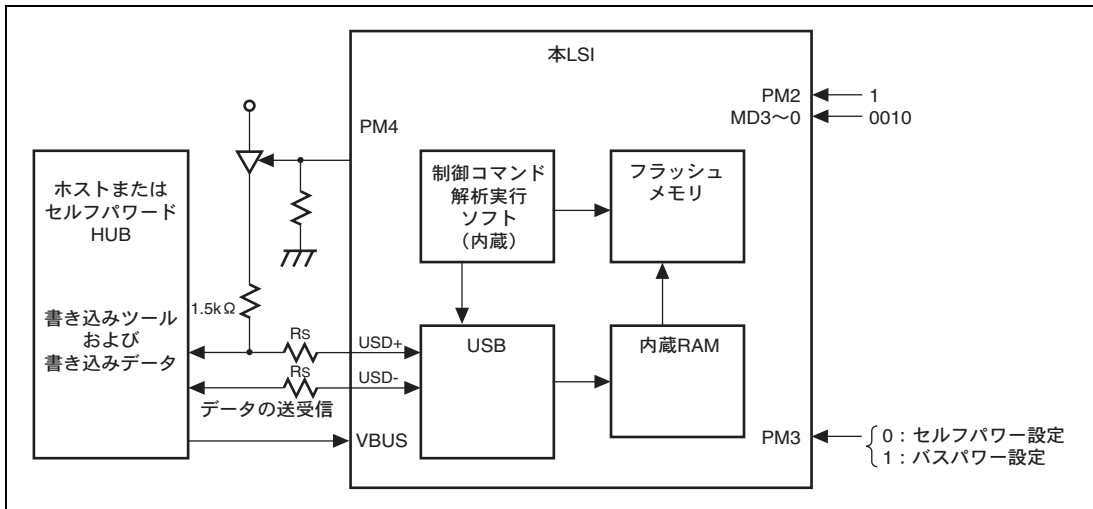 本LSI
PM2
1
MD3～0
0010
PM4
ホストまたは
セルフパワード
HUB
書き込みツール
および
書き込みデータ
1.5kΩ
制御コマンド
解析実行
ソフト
（内蔵）
フラッシュ
メモリ
Rs
USD+
Rs
USD-
データの送受信
VBUS
USB
内蔵RAM
PM3
0：セルフパワー設定
1：バスパワー設定